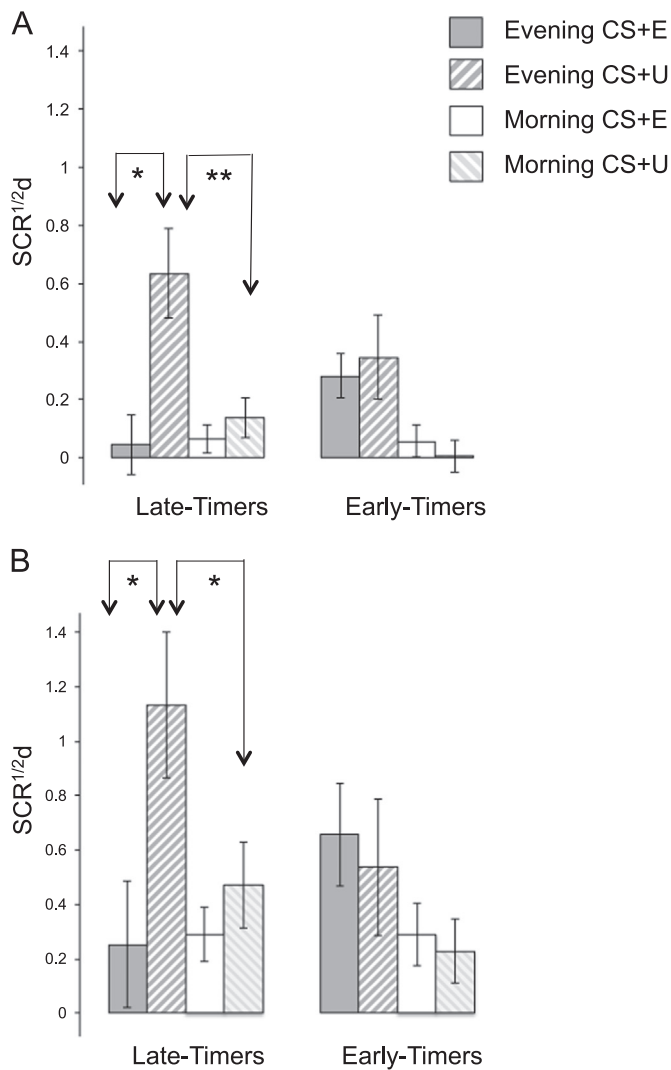 A
Evening CS+E
Evening CS+U
Morning CS+E
Morning CS+U
SCR1/2d
1.4
1
0.8
0.6
0.4
0.2
0
*
**
Late-Timers
Early-Timers
B
SCR1/2d
1.4
1.2
1
0.8
0.6
0.4
0.2
0
*
*
Late-Timers
Early-Timers